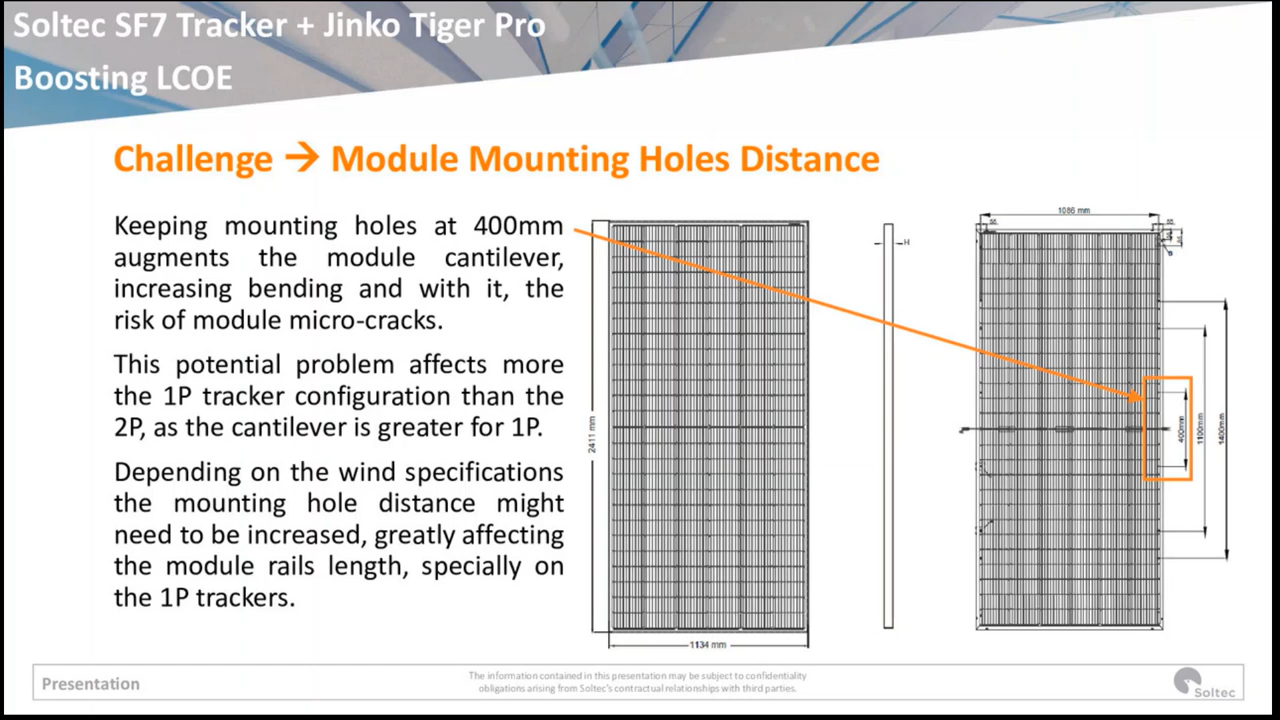 Soltec SF7 Tracker + Jinko Tiger Pro
Boosting LCOE
Challenge → Module Mounting Holes Distance
Keeping mounting holes at 400mm
augments the module cantilever,
increasing bending and with it, the
risk of module micro-cracks.
This potential problem affects more
the 1P tracker configuration than the
2P, as the cantilever is greater for 1P.
Depending on the wind specifications
the mounting hole distance might
need to be increased, greatly affecting
the module rails length, specially on
the 1P trackers.
2411 mm
1134 mm
H
1086 mm
400mm
1100mm
1400mm
Presentation
The information contained in this presentation may be subject to confidentiality
obligations arising from Soltec's contractual relationships with third parties.
Soltec